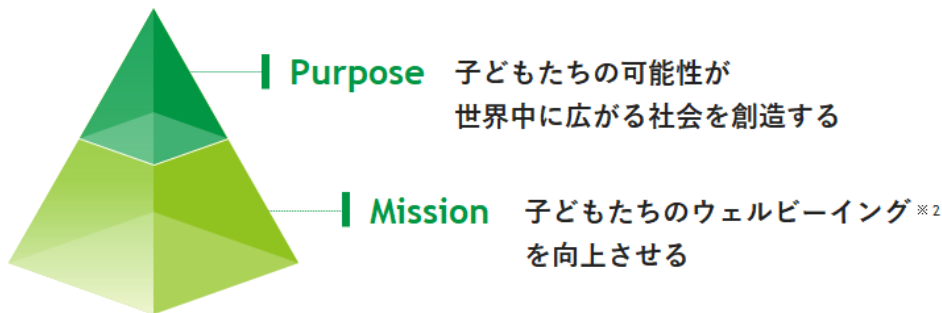 Purpose 子どもたちの可能性が
世界中に広がる社会を創造する
Mission 子どもたちのウェルビーイング※2
を向上させる